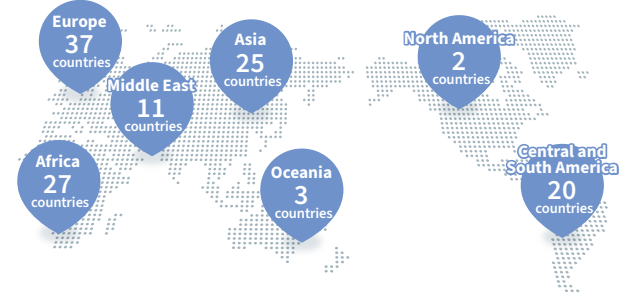 Europe
37
countries
Asia
25
countries
North America
2
countries
Middle East
11
countries
Africa
27
countries
Oceania
3
countries
Central and
South America
20
countries